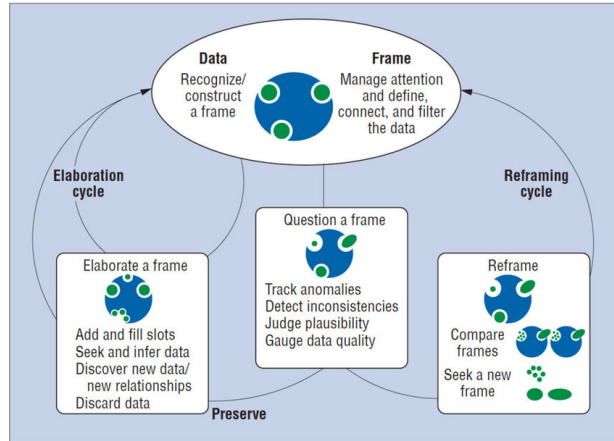 Data
Recognize/
construct
a frame
Frame
Manage attention
and define,
connect, and filter
the data
Elaboration
cycle
Reframing
cycle
Elaborate a frame
Add and fill slots
Seek and infer data
Discover new data/
new relationships
Discard data
Question a frame
Track anomalies
Detect inconsistencies
Judge plausibility
Gauge data quality
Reframe
Compare
frames
Seek a new
frame
Preserve